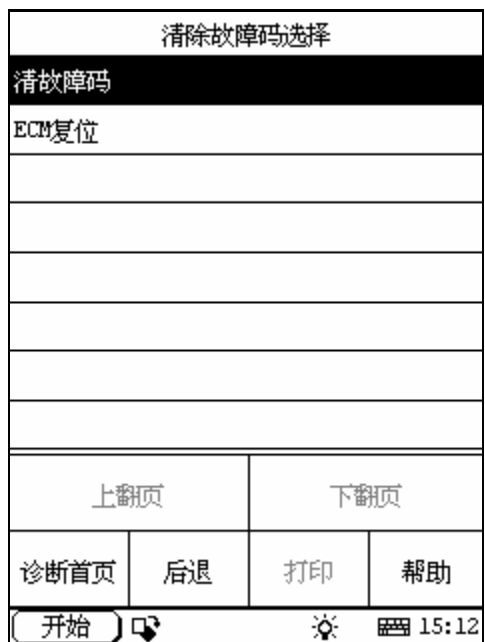 清除故障码选择
清故障码
ECM复位
上翻页 下翻页
诊断首页 后退 打印 帮助
开始 15:12